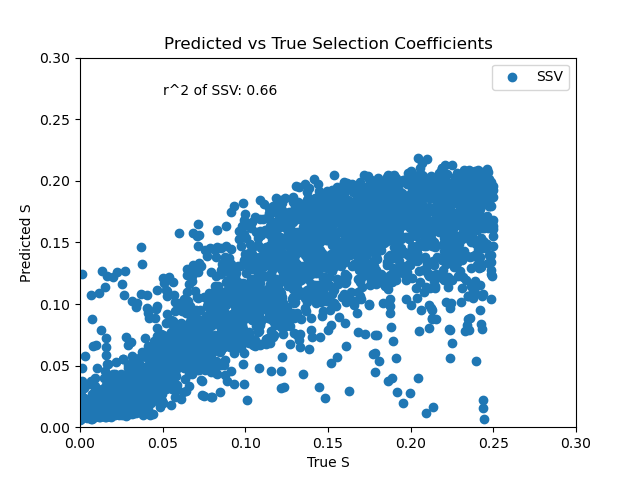 Predicted vs True Selection Coefficients
0.30
0.25
0.20
0.15
0.10
0.05
0.00
Predicted S
r^2 of SSV: 0.66
SSV
0.00 0.05 0.10 0.15 0.20 0.25 0.30
True S